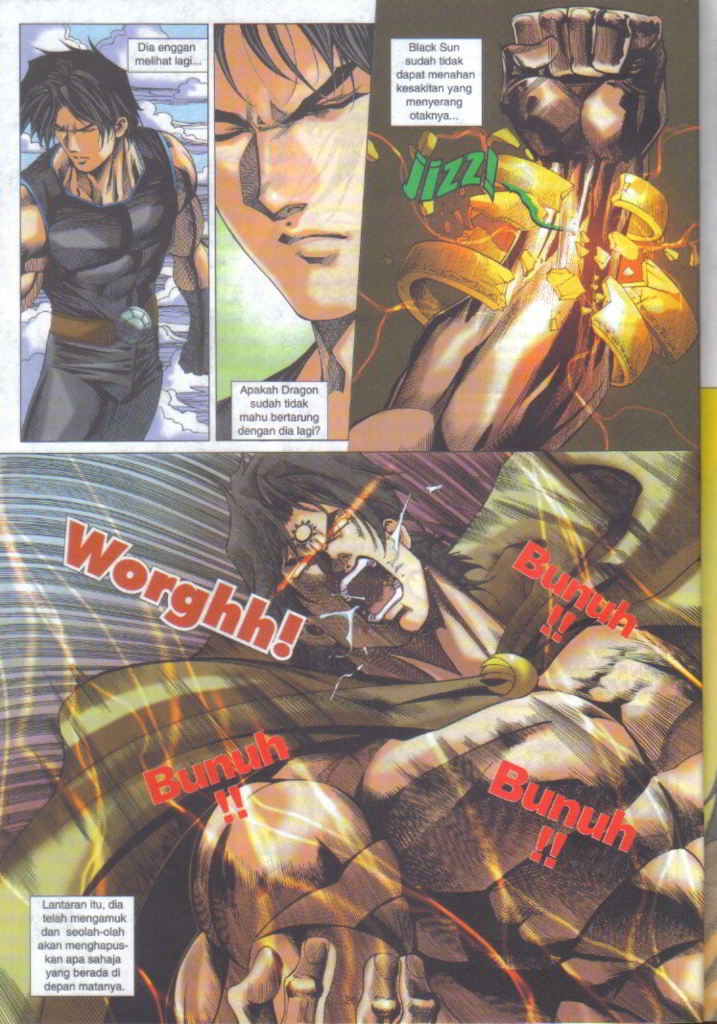 Dia enggan
melihat lagi...
Apakah Dragon
sudah tidak
mahu bertarung
dengan dia lagi?
Black Sun
sudah tidak
dapat menahan
kesakitan yang
menyerang
otaknya...
Jizz!
Worghh!
Bunuh
!!
Bunuh
!!
Bunuh
!!
Lantaran itu, dia
telah mengamuk
dan seolah-olah
akan menghapus-
kan apa sahaja
yang berada di
depan matanya.